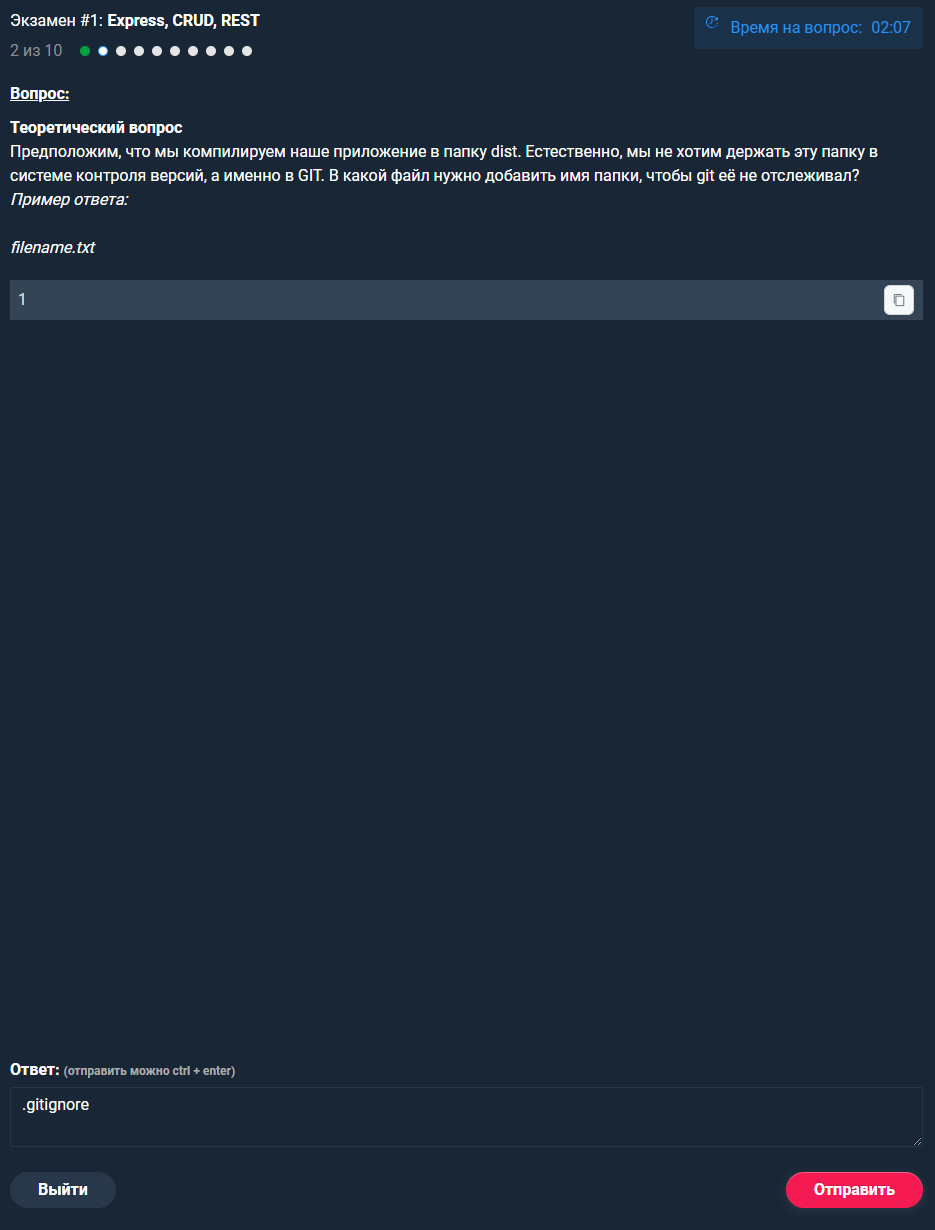 Экзамен #1: Express, CRUD, REST
Время на вопрос: 02:07
2 из 10
Вопрос:
Теоретический вопрос
Предположим, что мы компилируем наше приложение в папку dist. Естественно, мы не хотим держать эту папку в
системе контроля версий, а именно в GIT. В какой файл нужно добавить имя папки, чтобы git её не отслеживал?
Пример ответа:
filename.txt
1
Ответ: (отправить можно ctrl + enter)
.gitignore
Выйти
Отправить